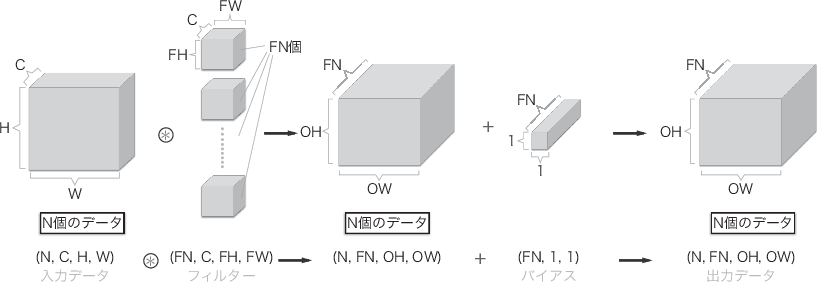 C
H
W
N個のデータ
C
FW
FH
FN個
FN
OH
OW
N個のデータ
+
FN
1
1
FN
OH
OW
N個のデータ
(N, C, H, W) ⊛ (FN, C, FH, FW) → (N, FN, OH, OW) + (FN, 1, 1) → (N, FN, OH, OW)
入力データ フィルター バイアス 出力データ